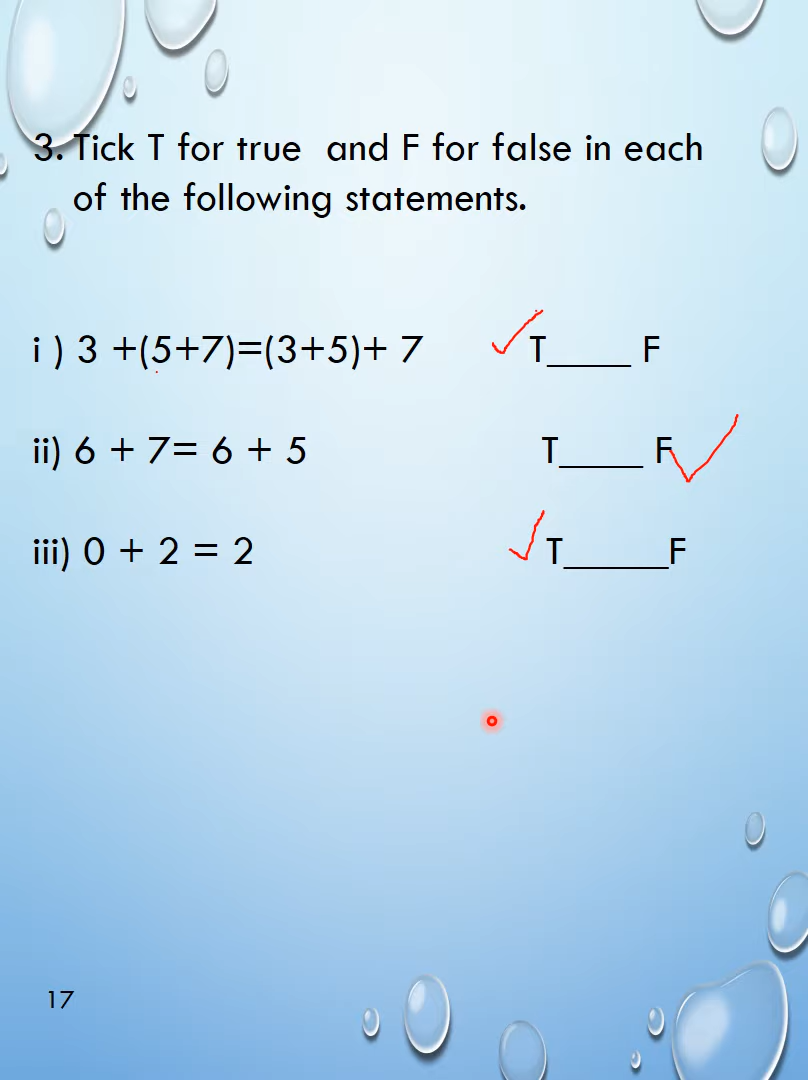 3. Tick T for true and F for false in each
of the following statements.
i ) 3 +(5+7)=(3+5)+ 7 ✓T____ F
ii) 6 + 7= 6 + 5 T____ F✓
iii) 0 + 2 = 2 ✓T_____F
17